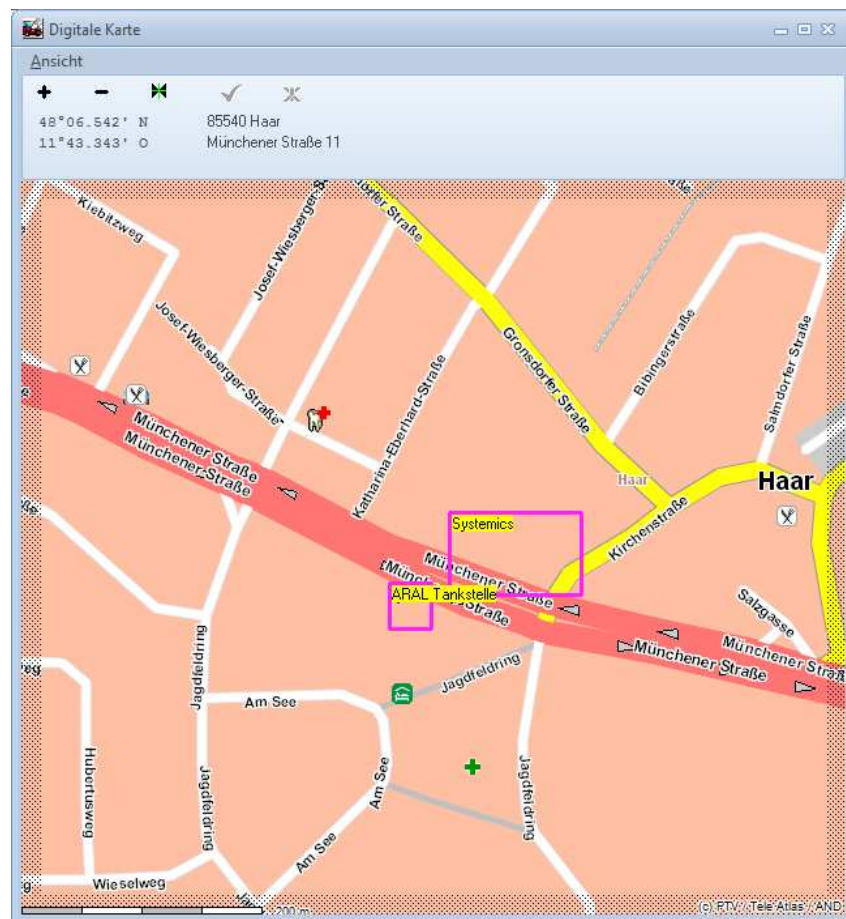 Digitale Karte
Ansicht
48°06.542' N 85540 Haar
11°43.343' O Münchener Straße 11
Kiebitzweg
Josef-Wiesberger-S
dorfer Straße
aße
Josef-Wiesberger-Straße
Katharina-Eberhard-Straße
Gronsdorfer Straße
Bibingerstraße
Salmdorfer Straße
Münchener Straße
Münchener-Straße
Haar
Haar
Systemics
Kirchenstraße
Münchener Straße
ARAL Tankstelle
Salzgasse
Münchener Straße
Münchener Straße
Jagdfeldring
Jagdfeldring
Am See
Hubertusweg
Jagdfeldring
Am See
Jagdfeldring
Am See
Wieselweg
200 m
(c) PTV / Tele Atlas / AND